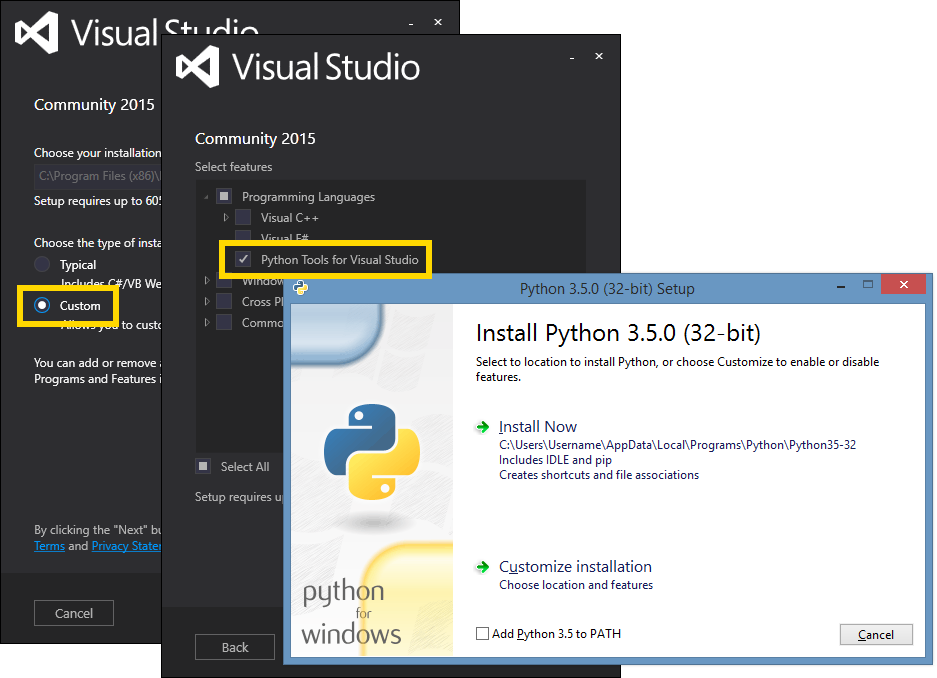 Visual Studio
Community 2015
Choose your installation
C:\Program Files (x86)\
Setup requires up to 605
Choose the type of insta
Typical
Includes C#/VB We
Custom
Allows you to custo
You can add or remove
Programs and Features i
By clicking the "Next" bu
Terms and Privacy Stater
Cancel
Visual Studio
Community 2015
Select features
Programming Languages
Visual C++
Visual F#
Python Tools for Visual Studio
Window
Cross Pl
Commo
Select All
Setup requires u
Back
Python 3.5.0 (32-bit) Setup
Install Python 3.5.0 (32-bit)
Select to location to install Python, or choose Customize to enable or disable
features.
Install Now
C:\Users\Username\AppData\Local\Programs\Python\Python35-32
Includes IDLE and pip
Creates shortcuts and file associations
Customize installation
Choose location and features
python
for
windows
Add Python 3.5 to PATH
Cancel